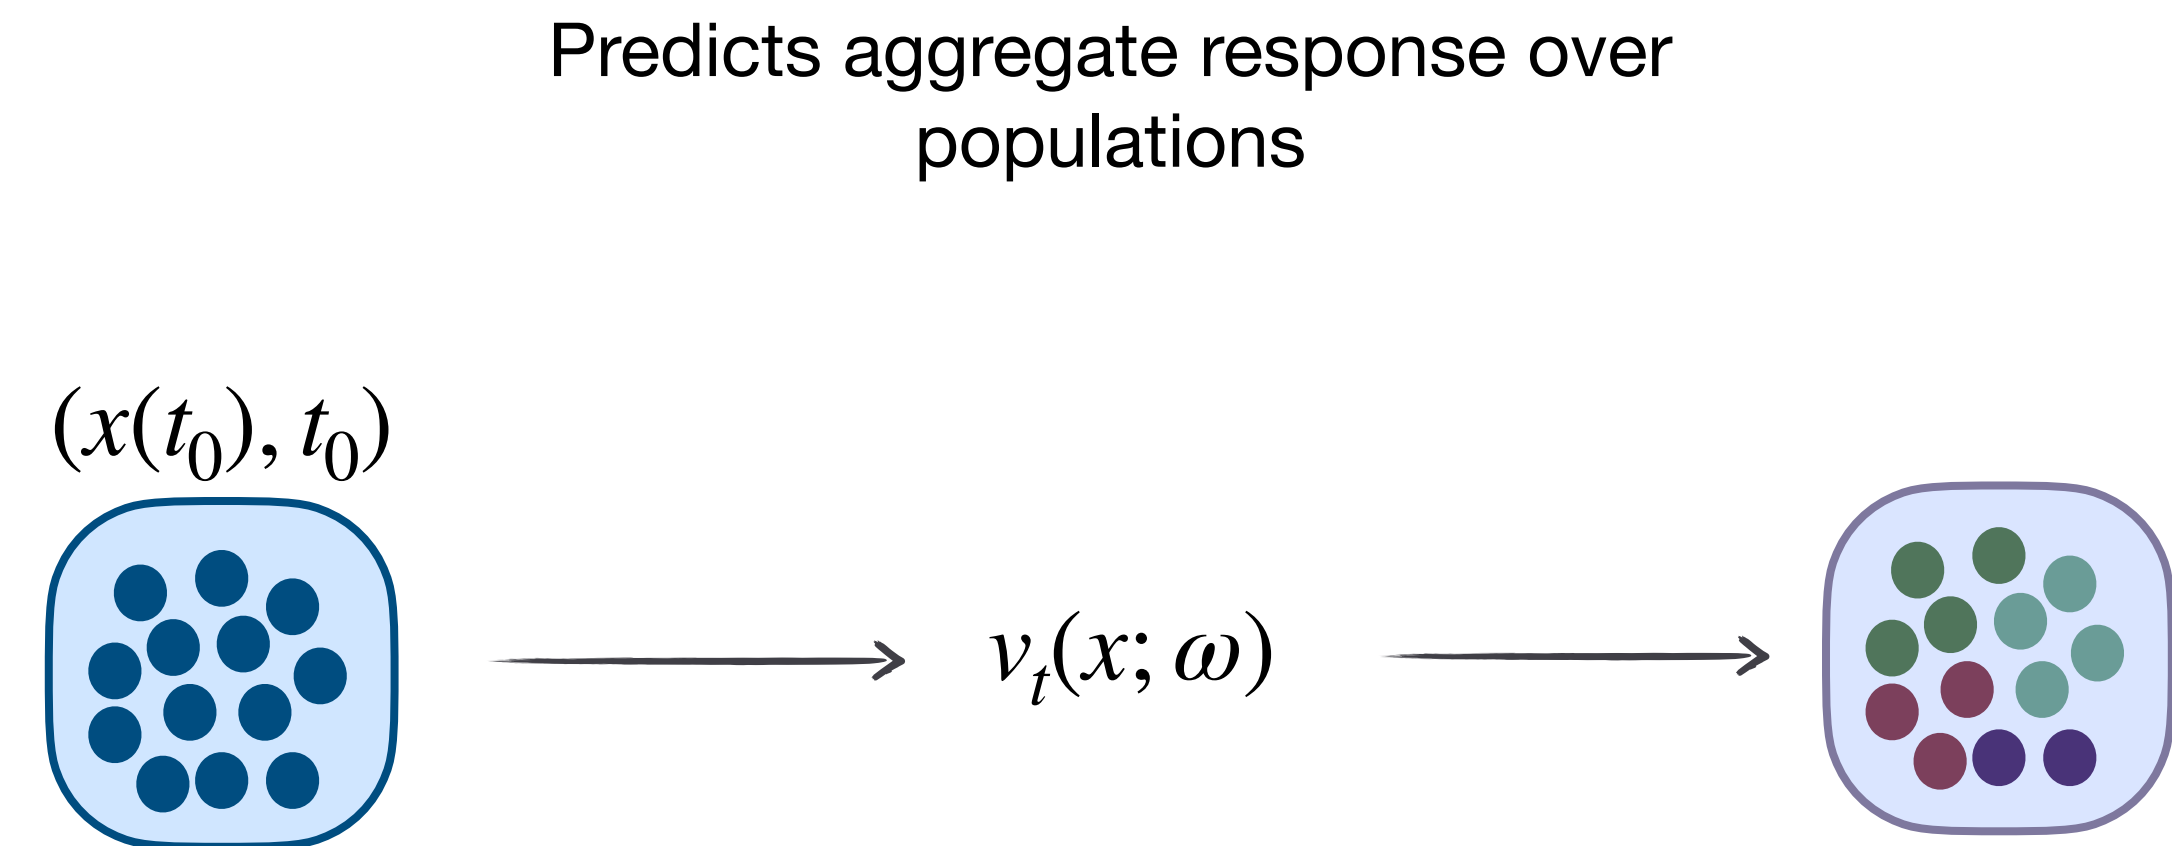 Predicts aggregate response over
populations
(x(t₀), t₀)
vₜ(x; ω)